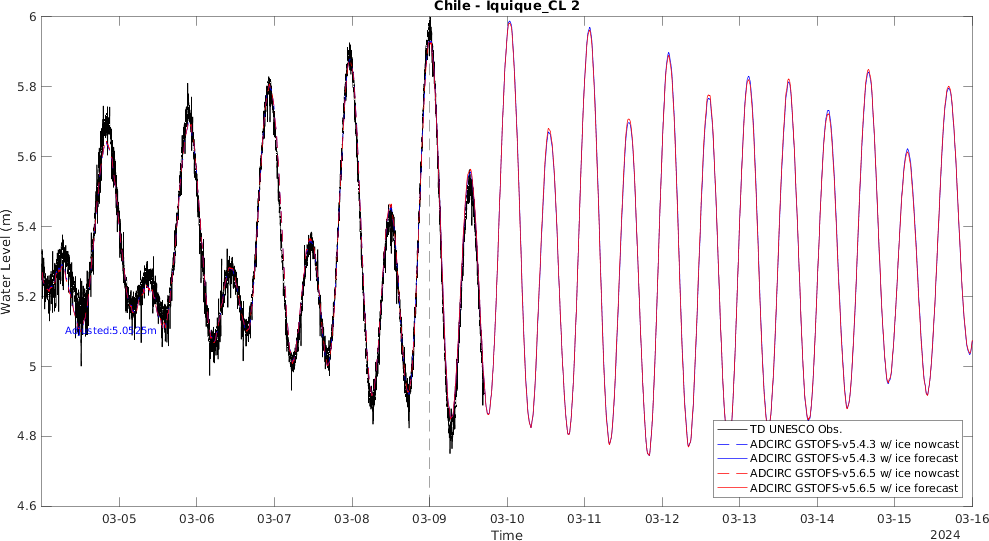 Chile - Iquique_CL 2
Water Level (m)
6
5.8
5.6
5.4
5.2
5
4.8
4.6
Adjusted:5.0525m
TD UNESCO Obs.
ADCIRC GSTOFS-v5.4.3 w/ ice nowcast
ADCIRC GSTOFS-v5.4.3 w/ ice forecast
ADCIRC GSTOFS-v5.6.5 w/ ice nowcast
ADCIRC GSTOFS-v5.6.5 w/ ice forecast
03-05 03-06 03-07 03-08 03-09 03-10 03-11 03-12 03-13 03-14 03-15 03-16
Time
2024